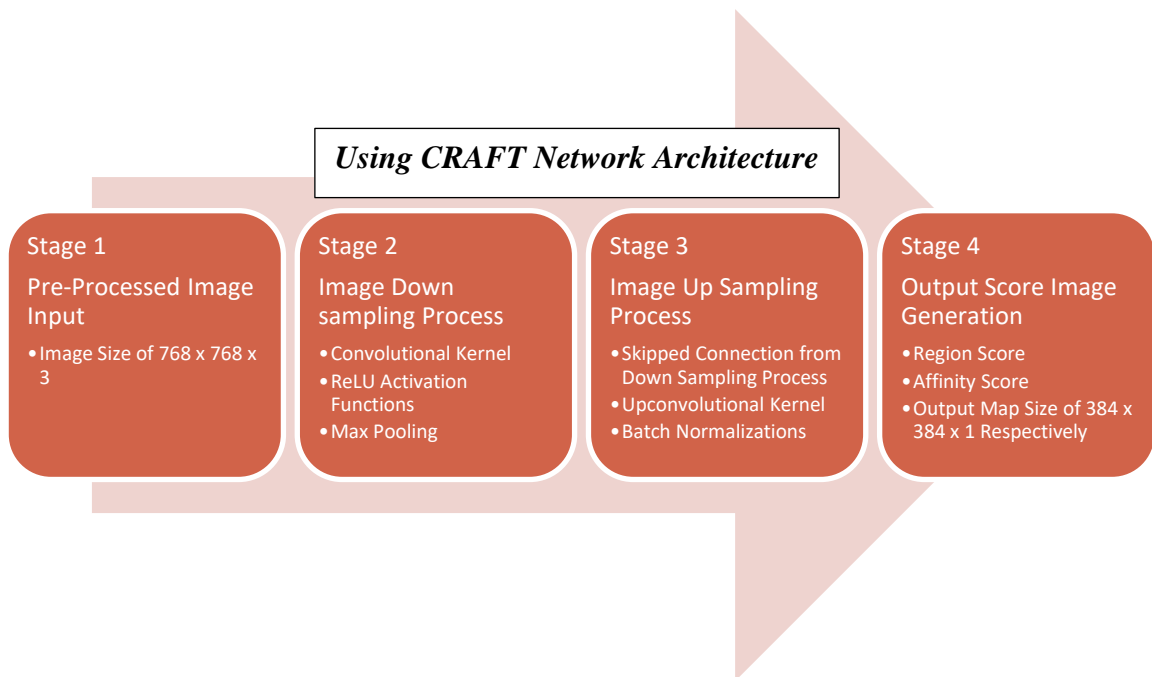 Using CRAFT Network Architecture
Stage 1
Pre-Processed Image
Input
•Image Size of 768 x 768 x
3
Stage 2
Image Down
sampling Process
•Convolutional Kernel
•ReLU Activation
Functions
•Max Pooling
Stage 3
Image Up Sampling
Process
•Skipped Connection from
Down Sampling Process
•Upconvolutional Kernel
•Batch Normalizations
Stage 4
Output Score Image
Generation
•Region Score
•Affinity Score
•Output Map Size of 384 x
384 x 1 Respectively